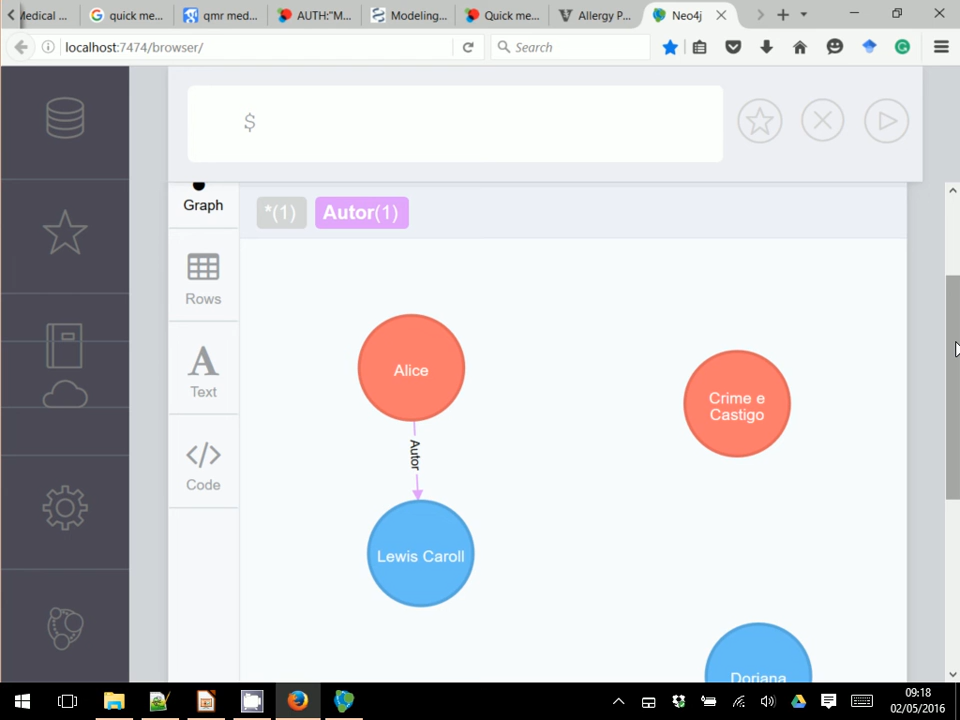 Medical ...
quick me...
qmr med...
AUTH:"M...
Modeling...
Quick me...
Allergy P...
Neo4j
localhost:7474/browser/
Search
$
Graph
*(1)
Autor(1)
Rows
Text
Code
Alice
Crime e
Castigo
Autor
Lewis Caroll
Doriana
09:18
02/05/2016